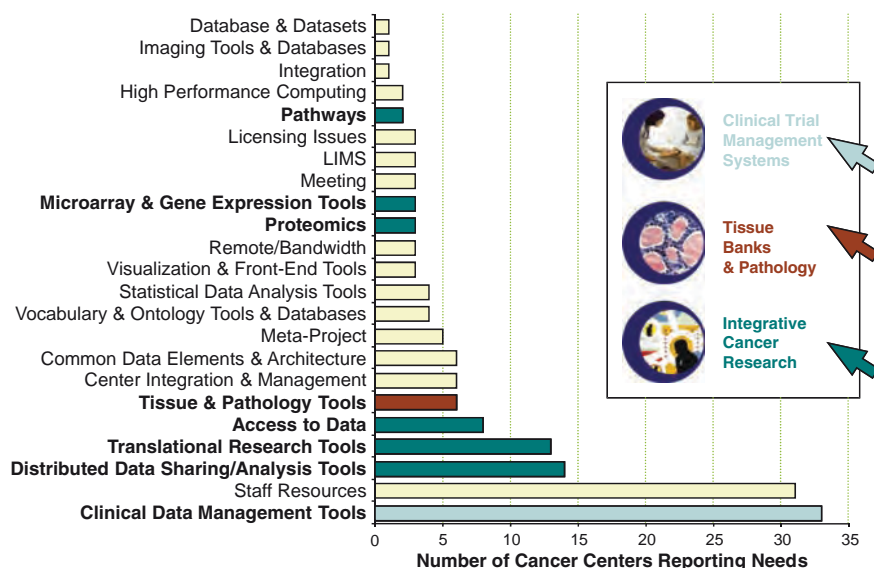 Database & Datasets
Imaging Tools & Databases
Integration
High Performance Computing
Pathways
Licensing Issues
LIMS
Meeting
Microarray & Gene Expression Tools
Proteomics
Remote/Bandwidth
Visualization & Front-End Tools
Statistical Data Analysis Tools
Vocabulary & Ontology Tools & Databases
Meta-Project
Common Data Elements & Architecture
Center Integration & Management
Tissue & Pathology Tools
Access to Data
Translational Research Tools
Distributed Data Sharing/Analysis Tools
Staff Resources
Clinical Data Management Tools
0 5 10 15 20 25 30 35
Number of Cancer Centers Reporting Needs
Clinical Trial
Management
Systems
Tissue
Banks
& Pathology
Integrative
Cancer
Research